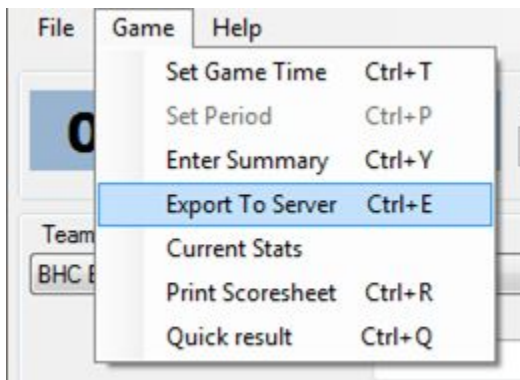 File Game Help
Set Game Time Ctrl+T
Set Period Ctrl+P
Enter Summary Ctrl+Y
0
Export To Server Ctrl+E
Team
Current Stats
BHC
Print Scoresheet Ctrl+R
Quick result Ctrl+Q